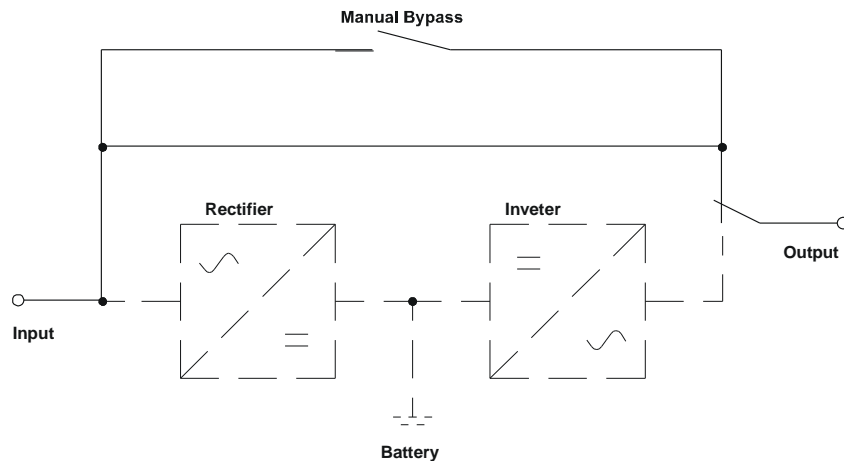 Manual Bypass
Rectifier
Inveter
Output
Input
Battery